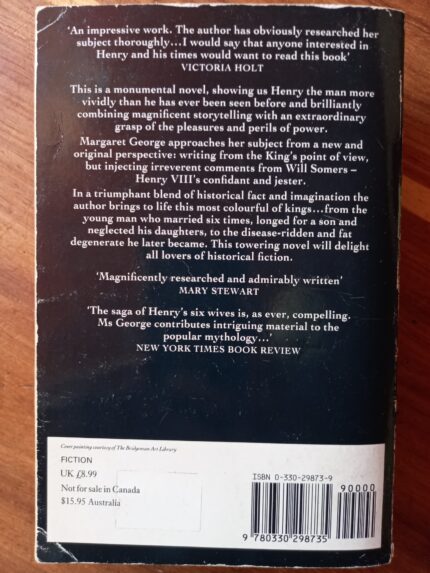 ‘An impressive work. The author has obviously researched her
subject thoroughly...I would say that anyone interested in
Henry and his times would want to read this book’
VICTORIA HOLT
This is a monumental novel, showing us Henry the man more
vividly than he has ever been seen before and brilliantly
combining magnificent storytelling with an extraordinary
grasp of the pleasures and perils of power.
Margaret George approaches her subject from a new and
original perspective: writing from the King's point of view,
but injecting irreverent comments from Will Somers –
Henry VIII's confidant and jester.
In a triumphant blend of historical fact and imagination the
author brings to life this most colourful of kings...from the
young man who married six times, longed for a son and
neglected his daughters, to the disease-ridden and fat
degenerate he later became. This towering novel will delight
all lovers of historical fiction.
‘Magnificently researched and admirably written’
MARY STEWART
‘The saga of Henry's six wives is, as ever, compelling.
Ms George contributes intriguing material to the
popular mythology...’
NEW YORK TIMES BOOK REVIEW
Cover painting courtesy of The Bridgeman Art Library
FICTION
UK £8.99
Not for sale in Canada
$15.95 Australia
ISBN 0-330-29873-9
90000
9 780330 298735